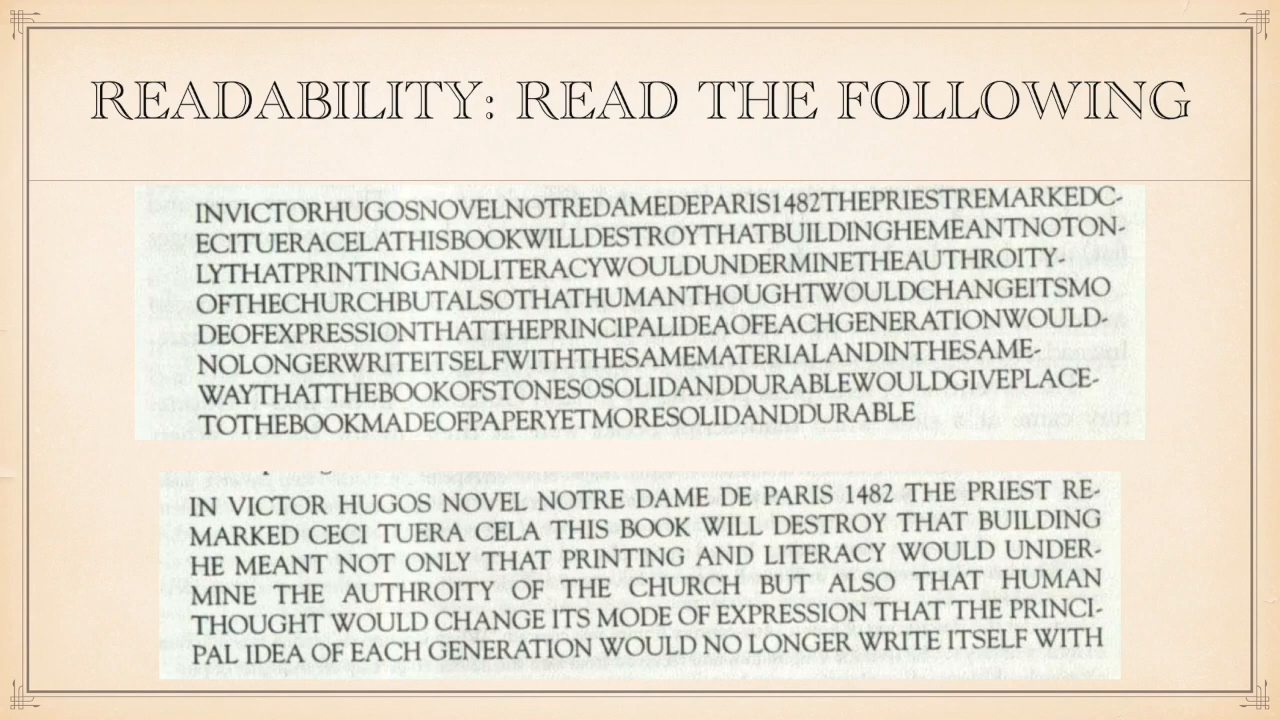 READABILITY: READ THE FOLLOWING
INVICTORHUGOSNOVELNOTREDAMEDEPARIS1482THEPRIESTREMARKEDC-
ECITUERACELATHISBOOKWILLDESTROYTHATBUILDINGHEMEANTNOTON-
LYTHATPRINTINGANDLITERACYWOULDUNDERMINETHEAUTHROITY-
OFTHECHURCHBUTALSOTHATHUMANTHOUGHTWOULDCHANGEITSMO
DEOFEXPRESSIONTHATTHEPRINCIPALIDEAOFEACHGENERATIONWOULD-
NOLONGERWRITEITSELFWITHTHESAMEMATERIALANDINTHESAME-
WAYTHATTHEBOOKOFSTONESOSOLIDANDDURABLEWOULDGIVEPLACE-
TOTHEBOOKMADEOFPAPERYETMORESOLIDANDDURABLE
IN VICTOR HUGOS NOVEL NOTRE DAME DE PARIS 1482 THE PRIEST RE-
MARKED CECI TUERA CELA THIS BOOK WILL DESTROY THAT BUILDING
HE MEANT NOT ONLY THAT PRINTING AND LITERACY WOULD UNDER-
MINE THE AUTHROITY OF THE CHURCH BUT ALSO THAT HUMAN
THOUGHT WOULD CHANGE ITS MODE OF EXPRESSION THAT THE PRINCI-
PAL IDEA OF EACH GENERATION WOULD NO LONGER WRITE ITSELF WITH